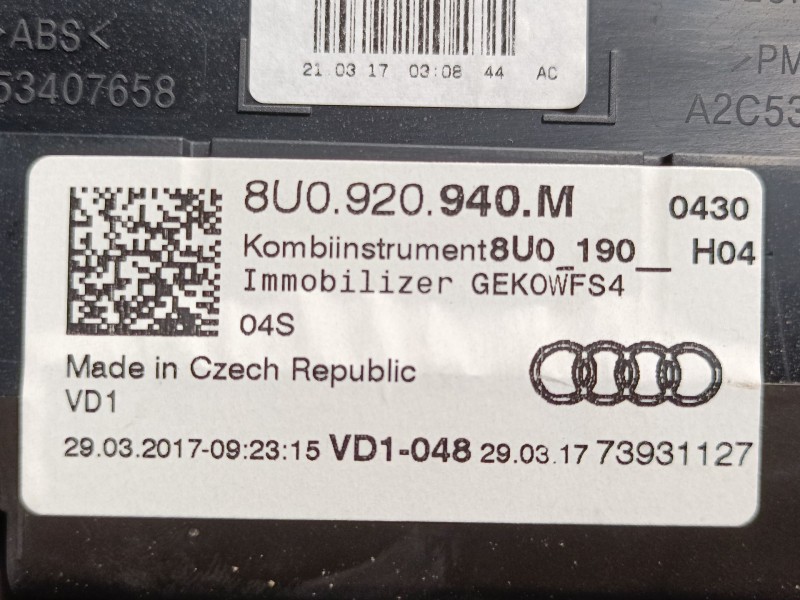 >ABS<
53407658
21 03 17 03:08 44 AC
>PM
A2C53
8U0.920.940.M 0430
Kombiinstrument8U0_190__ H04
Immobilizer GEKOWFS4
04S
Made in Czech Republic
VD1
29.03.2017-09:23:15 VD1-048 29.03.17 73931127